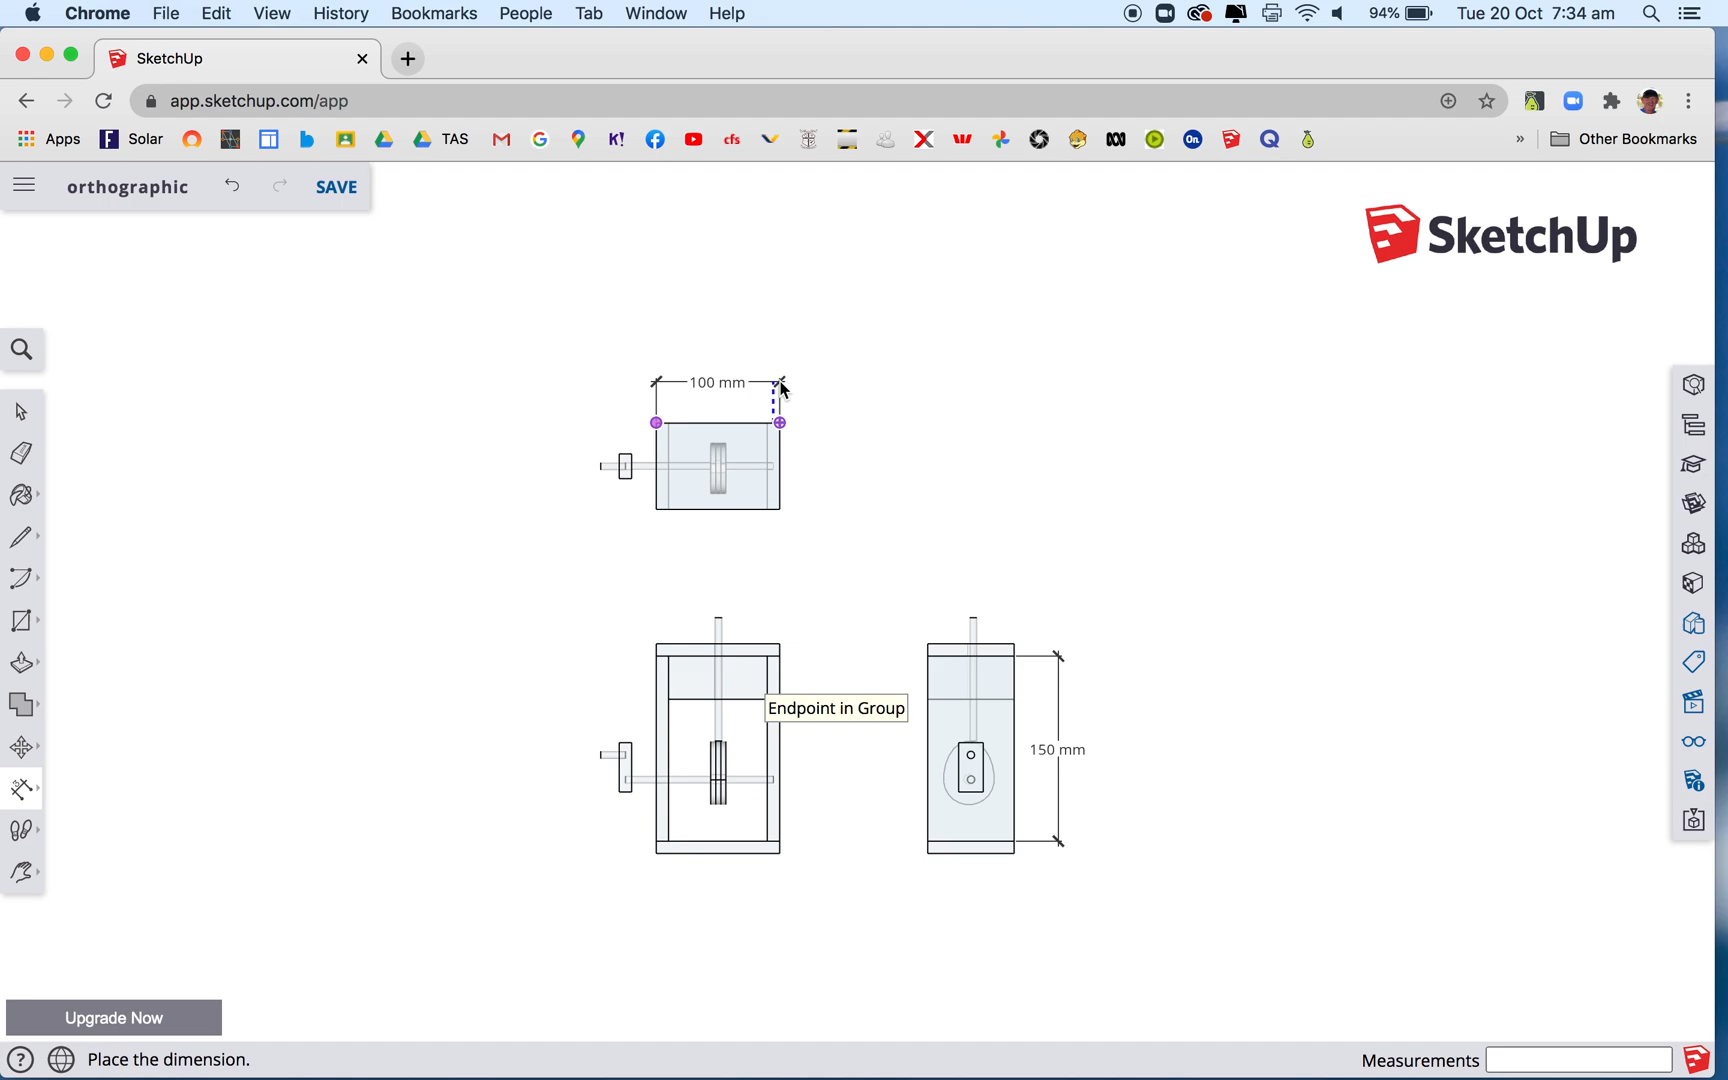 Chrome File Edit View History Bookmarks People Tab Window Help 94% Tue 20 Oct 7:34 am
SketchUp
app.sketchup.com/app
Apps Solar TAS K! cfs On Other Bookmarks
orthographic SAVE
SketchUp
100 mm
Endpoint in Group
150 mm
Upgrade Now
Place the dimension. Measurements